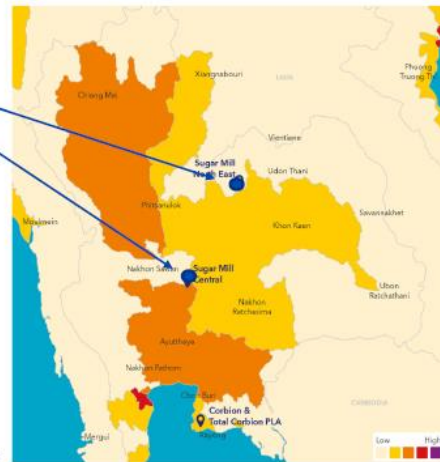 Xiangnabouri
LAOS
Phuong
Truong Th
Chiang Mai
Vientiane
Sugar Mill
North East
Udon Thani
Phitsanulok
Savannakhet
Khon Kaen
Nakhon Sawan
Sugar Mill
Central
Ubon
Ratchathani
Nakhon
Ratchasima
Ayutthaya
Nakhon Pathom
Chon Buri
CAMBODIA
Corbion &
Total Corbion PLA
Rayong
Mergui
Low
High